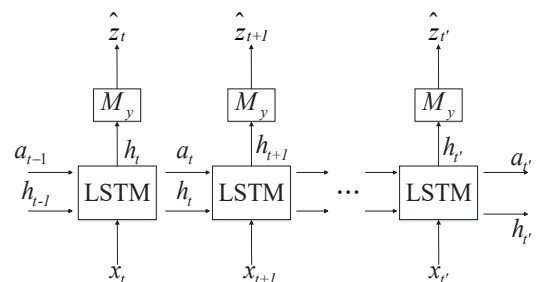 ẑ_t ẑ_{t+1} ẑ_{t'}
M_y M_y M_y
h_t h_{t+1} h_{t'}
a_{t−1} a_t a_{t'}
LSTM LSTM ... LSTM
h_{t-1} h_t h_{t'}
x_t x_{t+1} x_{t'}